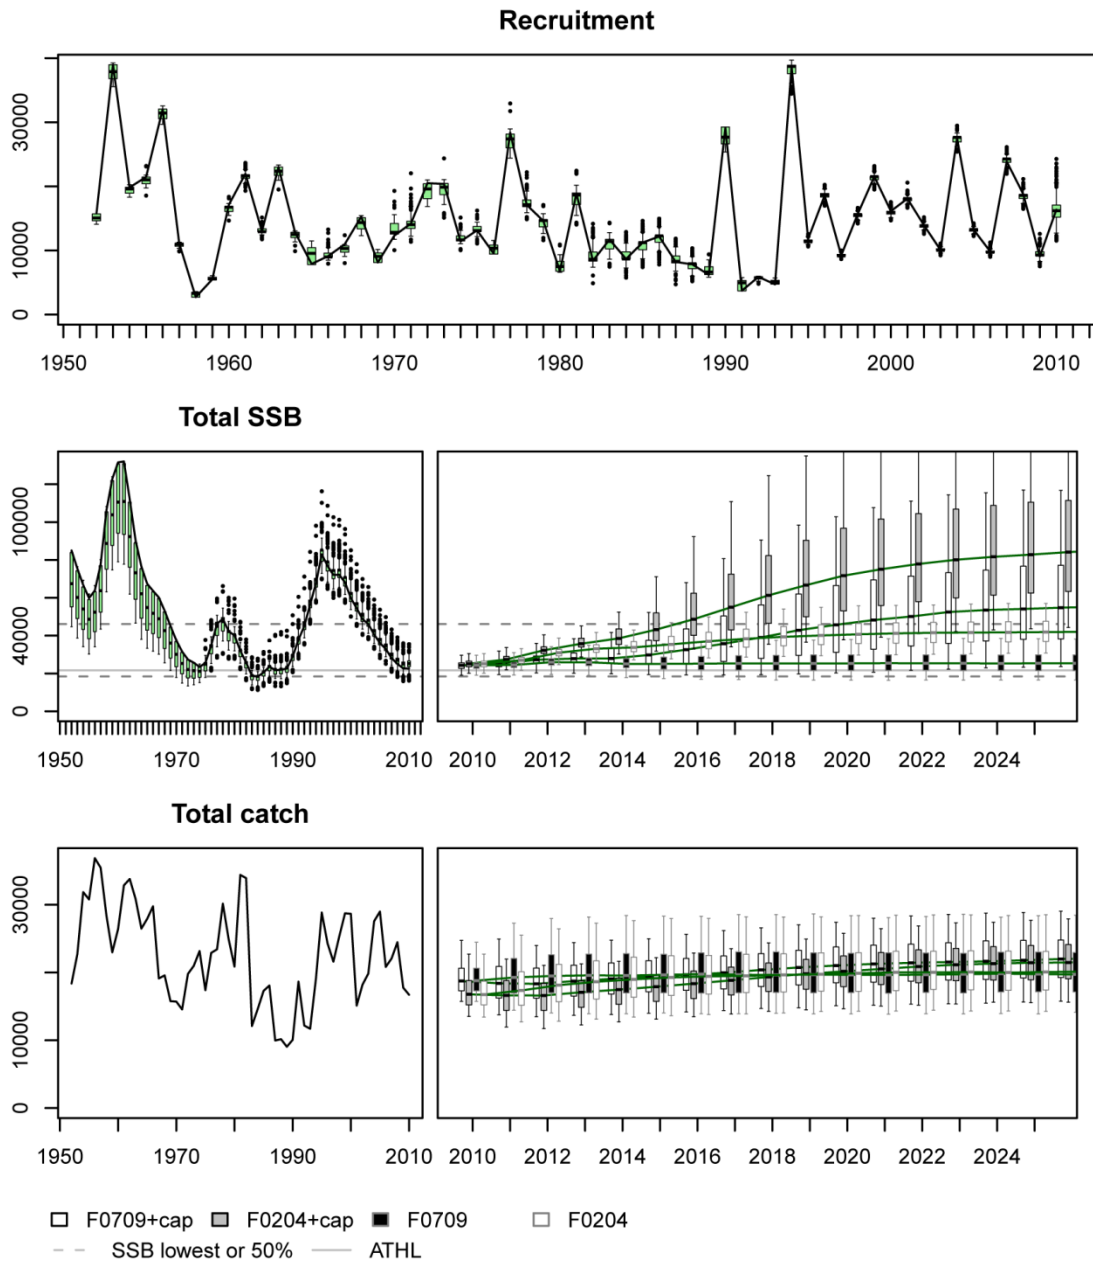 Recruitment
30000
10000
0
1950 1960 1970 1980 1990 2000 2010
Total SSB
100000
40000
0
1950 1970 1990 2010 2010 2012 2014 2016 2018 2020 2022 2024
Total catch
30000
10000
0
1950 1970 1990 2010 2010 2012 2014 2016 2018 2020 2022 2024
F0709+cap F0204+cap F0709 F0204
SSB lowest or 50% ATHL